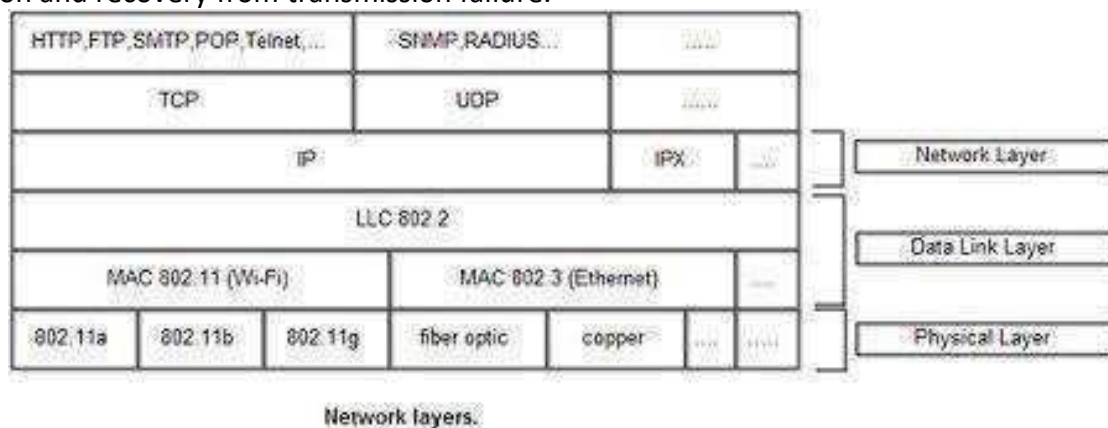 on and recovery from transmission failure.
HTTP,FTP,SMTP,POP,Telnet,... SNMP,RADIUS... ......
TCP UDP ......
IP IPX .....
Network Layer
LLC 802.2
Data Link Layer
MAC 802.11 (Wi-Fi) MAC 802.3 (Ethernet) .....
802.11a 802.11b 802.11g fiber optic copper ..... ......
Physical Layer
Network layers.